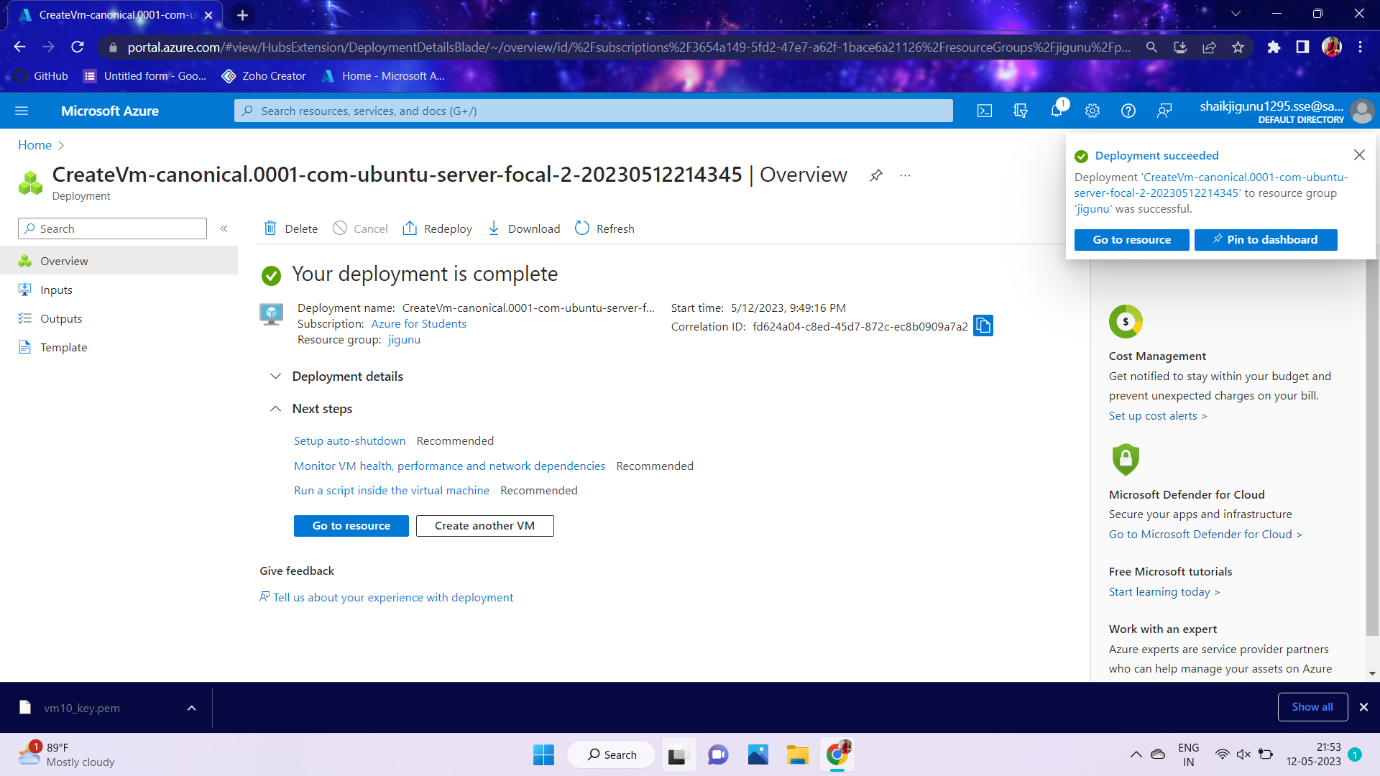 CreateVm-canonical.0001-com-u
portal.azure.com/#view/HubsExtension/DeploymentDetailsBlade/~/overview/id/%2Fsubscriptions%2F3654a149-5fd2-47e7-a62f-1bace6a21126%2FresourceGroups%2Fjigunu%2Fp...
GitHub
Untitled form - Goo...
Zoho Creator
Home - Microsoft A...
Microsoft Azure
Search resources, services, and docs (G+/)
1
shaikjigunu1295.sse@sa...
DEFAULT DIRECTORY
Home
CreateVm-canonical.0001-com-ubuntu-server-focal-2-20230512214345 | Overview
Deployment
Deployment succeeded
Deployment 'CreateVm-canonical.0001-com-ubuntu-
server-focal-2-20230512214345' to resource group
'jigunu' was successful.
Go to resource
Pin to dashboard
Search
Overview
Inputs
Outputs
Template
Delete
Cancel
Redeploy
Download
Refresh
Your deployment is complete
Deployment name: CreateVm-canonical.0001-com-ubuntu-server-f...
Subscription: Azure for Students
Resource group: jigunu
Start time: 5/12/2023, 9:49:16 PM
Correlation ID: fd624a04-c8ed-45d7-872c-ec8b0909a7a2
Deployment details
Next steps
Setup auto-shutdown Recommended
Monitor VM health, performance and network dependencies Recommended
Run a script inside the virtual machine Recommended
Go to resource
Create another VM
Give feedback
Tell us about your experience with deployment
$
Cost Management
Get notified to stay within your budget and
prevent unexpected charges on your bill.
Set up cost alerts >
Microsoft Defender for Cloud
Secure your apps and infrastructure
Go to Microsoft Defender for Cloud >
Free Microsoft tutorials
Start learning today >
Work with an expert
Azure experts are service provider partners
who can help manage your assets on Azure
vm10_key.pem
Show all
1
89°F
Mostly cloudy
Search
ENG
IN
21:53
12-05-2023
1